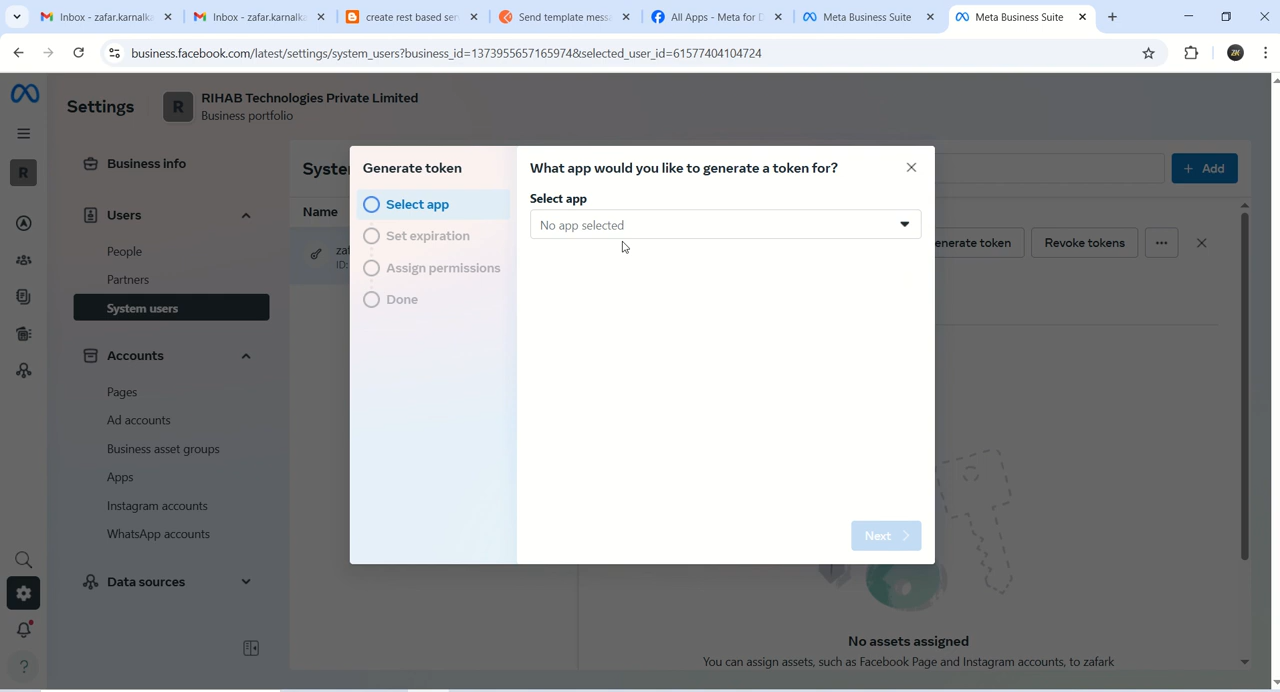 Inbox - zafar.karnalk
Inbox - zafar.karnalk
create rest based ser
Send template mess
All Apps - Meta for D
Meta Business Suite
Meta Business Suite
business.facebook.com/latest/settings/system_users?business_id=1373955657165974&selected_user_id=61577404104724
ZK
Settings
R
RIHAB Technologies Private Limited
Business portfolio
R
Business info
Users
People
Partners
System users
Accounts
Pages
Ad accounts
Business asset groups
Apps
Instagram accounts
WhatsApp accounts
Data sources
Syste
+ Add
Name
zaf
ID:
enerate token
Revoke tokens
Generate token
Select app
Set expiration
Assign permissions
Done
What app would you like to generate a token for?
Select app
No app selected
Next
No assets assigned
You can assign assets, such as Facebook Page and Instagram accounts, to zafark